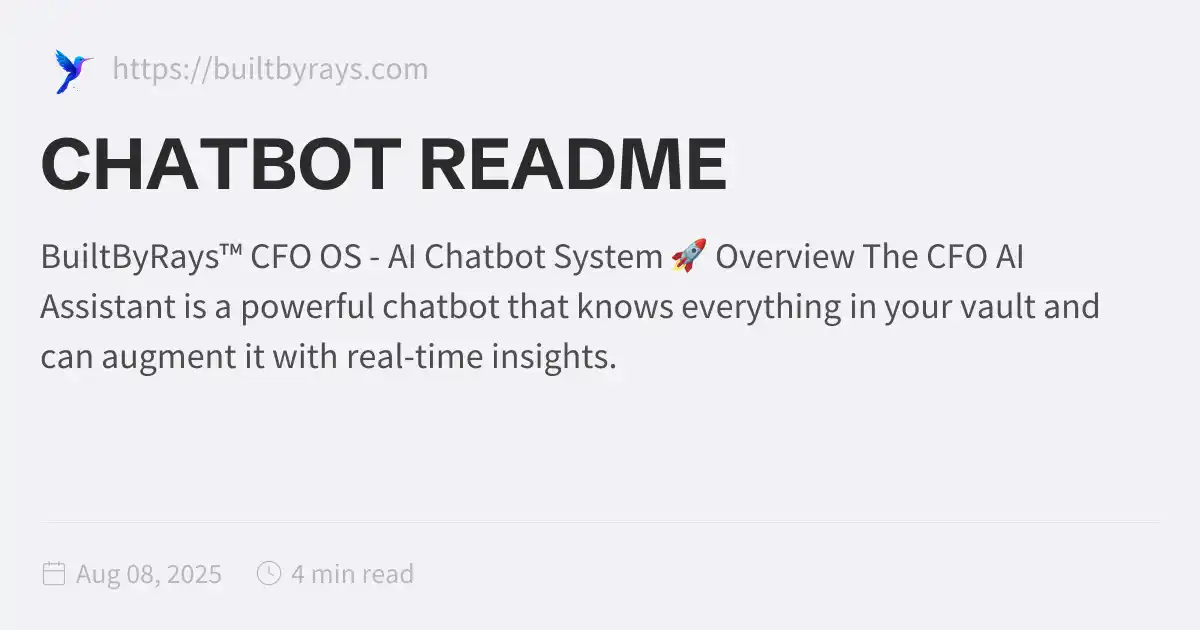 https://builtbyrays.com
CHATBOT README
BuiltByRays™ CFO OS - AI Chatbot System 🚀 Overview The CFO AI
Assistant is a powerful chatbot that knows everything in your vault and
can augment it with real-time insights.
Aug 08, 2025 4 min read